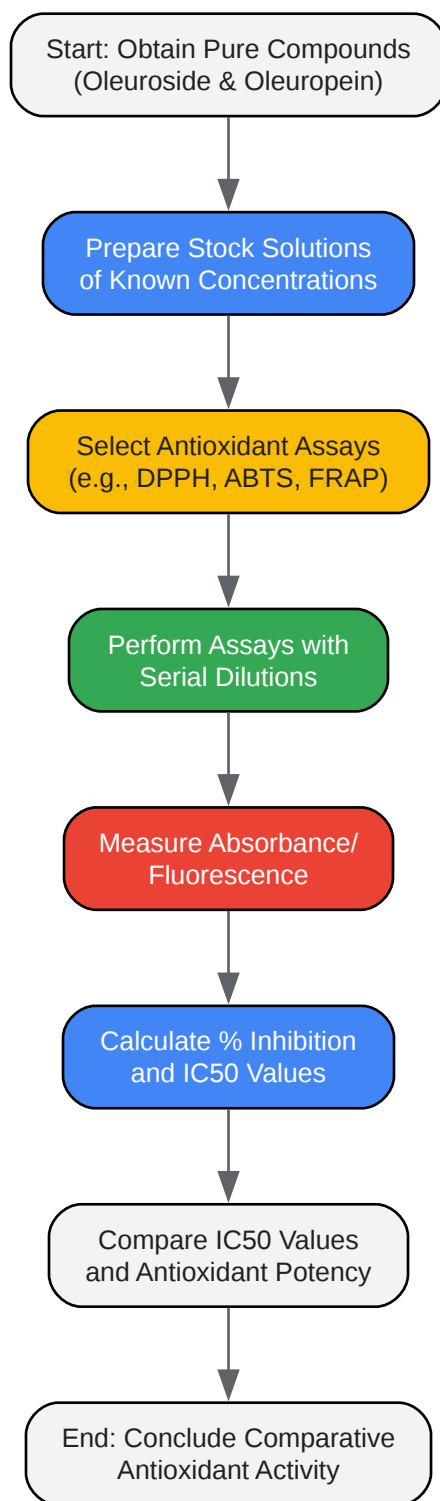 Start: Obtain Pure Compounds
(Oleuroside & Oleuropein)
Prepare Stock Solutions
of Known Concentrations
Select Antioxidant Assays
(e.g., DPPH, ABTS, FRAP)
Perform Assays with
Serial Dilutions
Measure Absorbance/
Fluorescence
Calculate % Inhibition
and IC50 Values
Compare IC50 Values
and Antioxidant Potency
End: Conclude Comparative
Antioxidant Activity